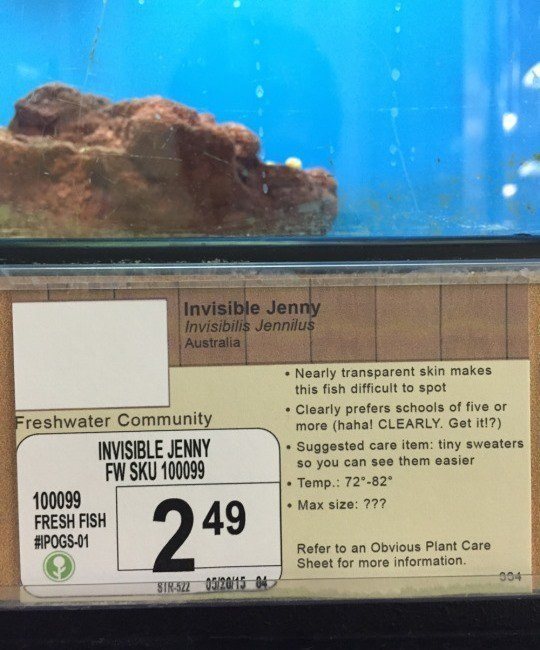 Invisible Jenny
Invisibilis Jennilus
Australia
• Nearly transparent skin makes
this fish difficult to spot
• Clearly prefers schools of five or
more (haha! CLEARLY. Get it!?)
• Suggested care item: tiny sweaters
so you can see them easier
• Temp.: 72°-82°
• Max size: ???
Refer to an Obvious Plant Care
Sheet for more information.
994
Freshwater Community
INVISIBLE JENNY
FW SKU 100099
100099
FRESH FISH
#IPOGS-01
2 49
STR-522 05/20/15 04